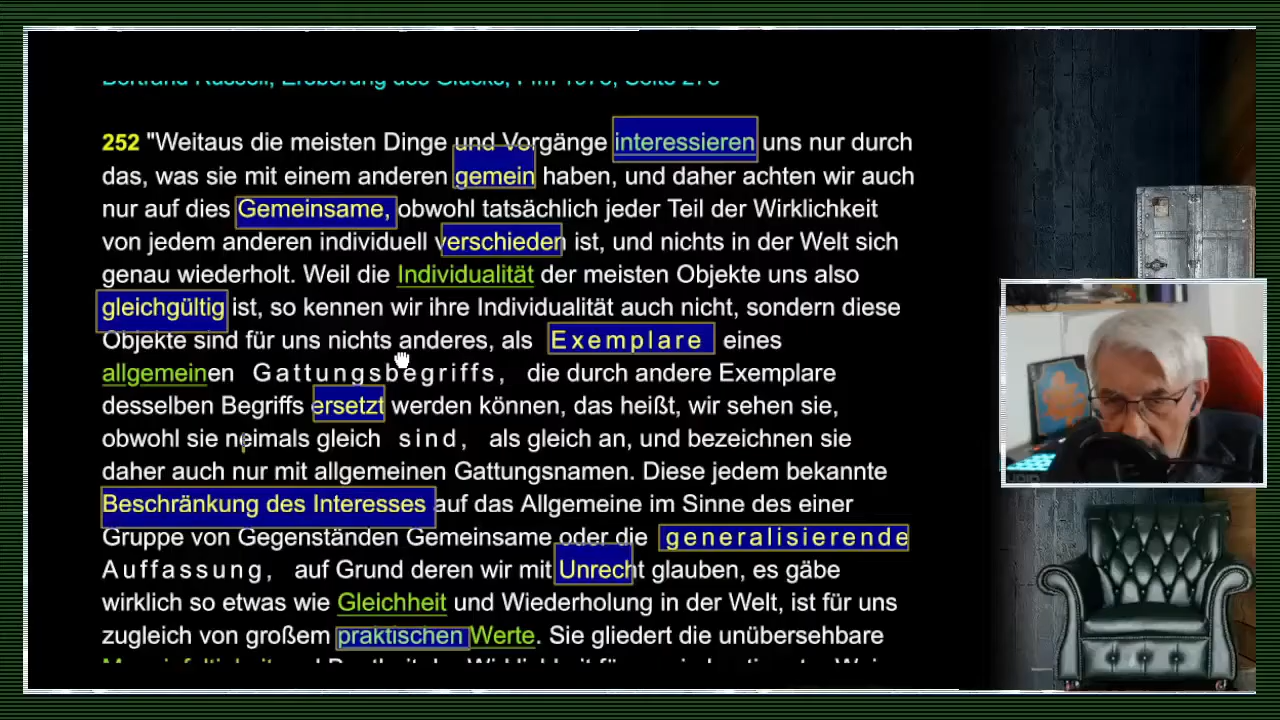 Bertrand Russell, Eroberung des Glücks,
252 "Weitaus die meisten Dinge und Vorgänge interessieren uns nur durch
das, was sie mit einem anderen gemein haben, und daher achten wir auch
nur auf dies Gemeinsame, obwohl tatsächlich jeder Teil der Wirklichkeit
von jedem anderen individuell verschieden ist, und nichts in der Welt sich
genau wiederholt. Weil die Individualität der meisten Objekte uns also
gleichgültig ist, so kennen wir ihre Individualität auch nicht, sondern diese
Objekte sind für uns nichts anderes, als Exemplare eines
allgemeinen Gattungsbegriffs, die durch andere Exemplare
desselben Begriffs ersetzt werden können, das heißt, wir sehen sie,
obwohl sie neimals gleich sind, als gleich an, und bezeichnen sie
daher auch nur mit allgemeinen Gattungsnamen. Diese jedem bekannte
Beschränkung des Interesses auf das Allgemeine im Sinne des einer
Gruppe von Gegenständen Gemeinsame oder die generalisierende
Auffassung, auf Grund deren wir mit Unrecht glauben, es gäbe
wirklich so etwas wie Gleichheit und Wiederholung in der Welt, ist für uns
zugleich von großem praktischen Werte. Sie gliedert die unübersehbare